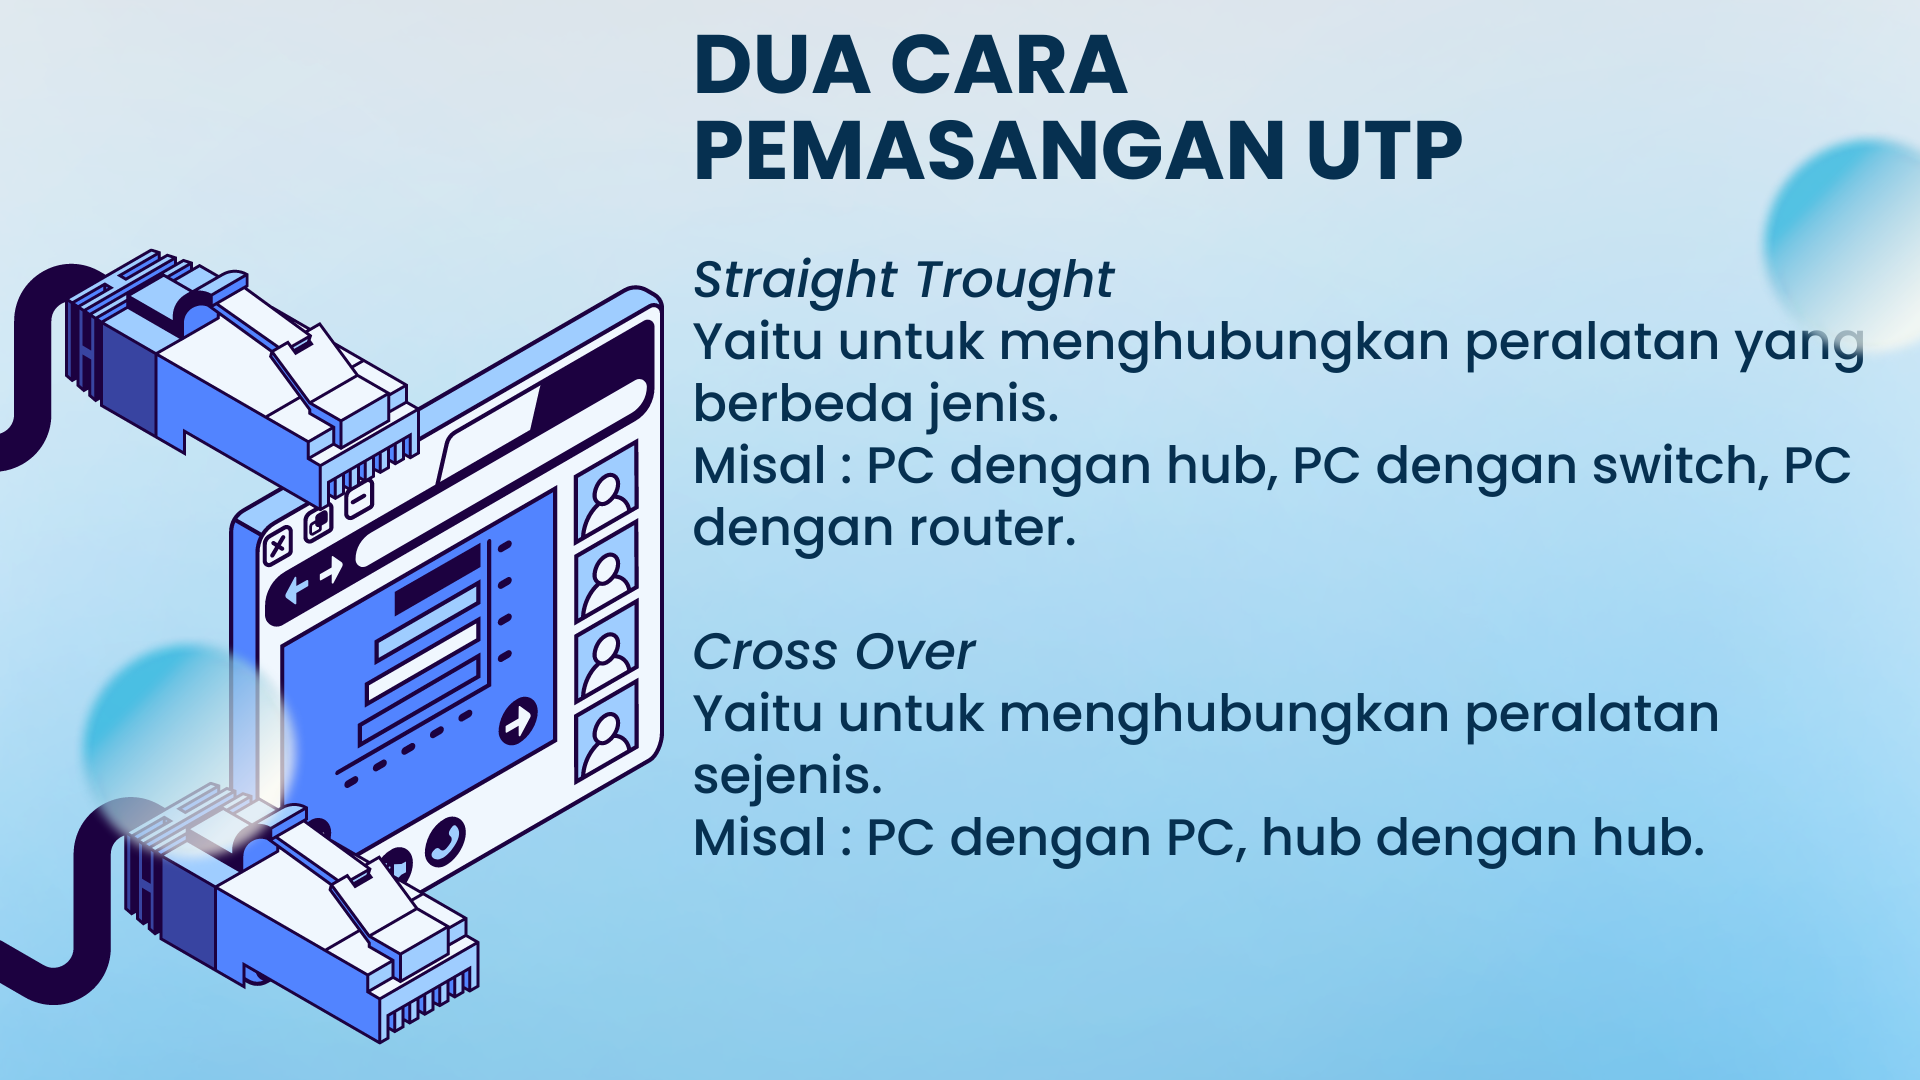 DUA CARA
PEMASANGAN UTP
Straight Trought
Yaitu untuk menghubungkan peralatan yang
berbeda jenis.
Misal : PC dengan hub, PC dengan switch, PC
dengan router.
Cross Over
Yaitu untuk menghubungkan peralatan
sejenis.
Misal : PC dengan PC, hub dengan hub.